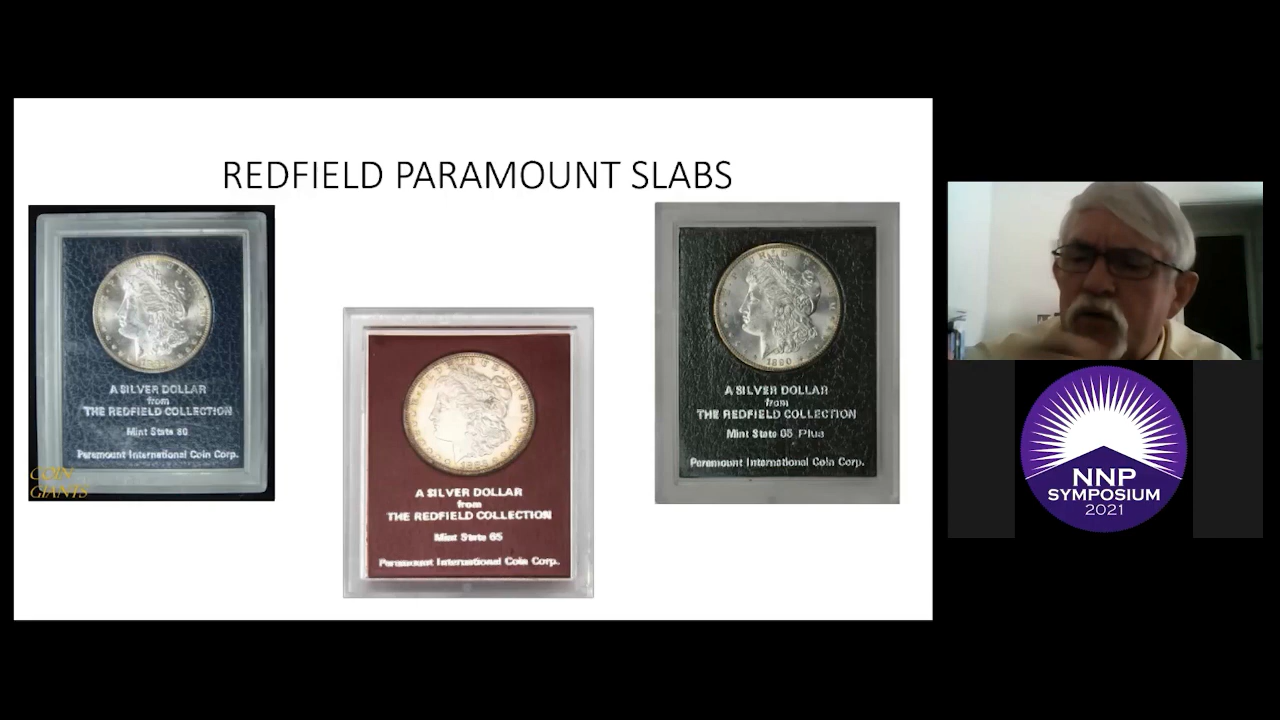 REDFIELD PARAMOUNT SLABS
A SILVER DOLLAR
from
THE REDFIELD COLLECTION
Mint State 60
Paramount International Coin Corp.
COIN
GIANTS
A SILVER DOLLAR
from
THE REDFIELD COLLECTION
Mint State 65
Paramount International Coin Corp.
1890
A SILVER DOLLAR
from
THE REDFIELD COLLECTION
Mint State 65 Plus
Paramount International Coin Corp.
NNP
SYMPOSIUM
2021